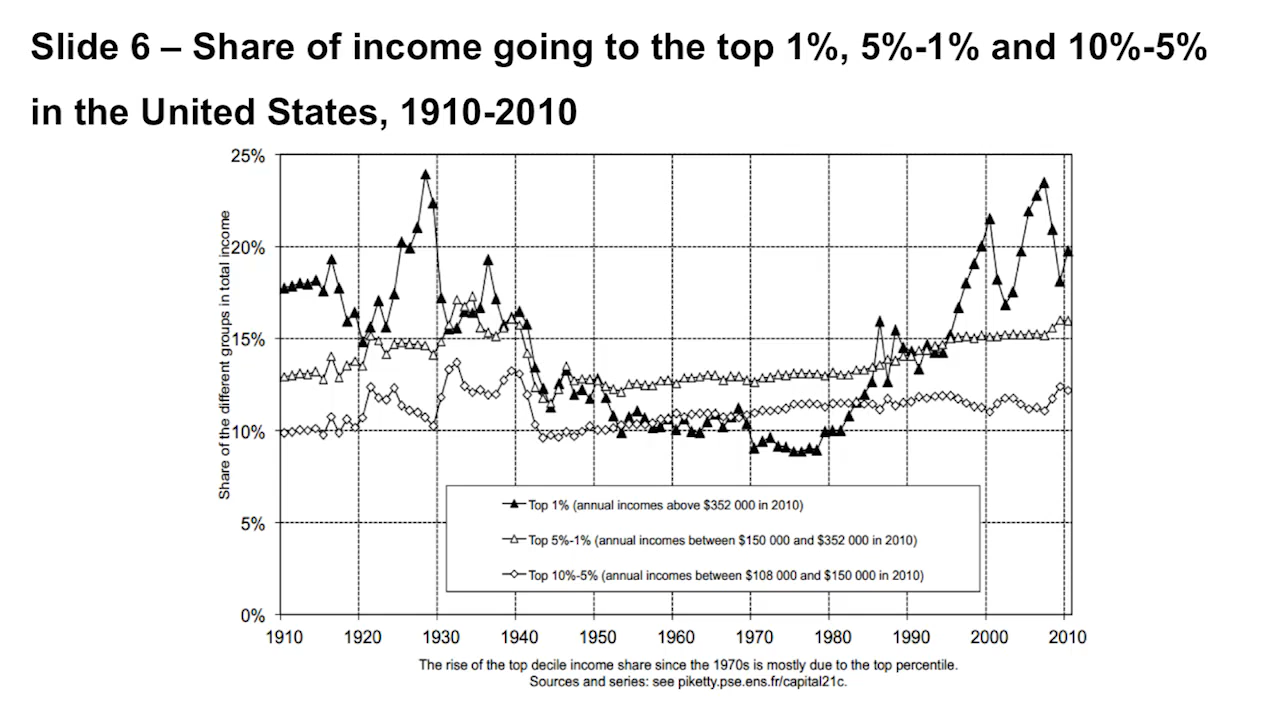 Slide 6 – Share of income going to the top 1%, 5%-1% and 10%-5%
in the United States, 1910-2010
25%
20%
15%
10%
5%
0%
Share of the different groups in total income
Top 1% (annual incomes above $352 000 in 2010)
Top 5%-1% (annual incomes between $150 000 and $352 000 in 2010)
Top 10%-5% (annual incomes between $108 000 and $150 000 in 2010)
1910 1920 1930 1940 1950 1960 1970 1980 1990 2000 2010
The rise of the top decile income share since the 1970s is mostly due to the top percentile.
Sources and series: see piketty.pse.ens.fr/capital21c.